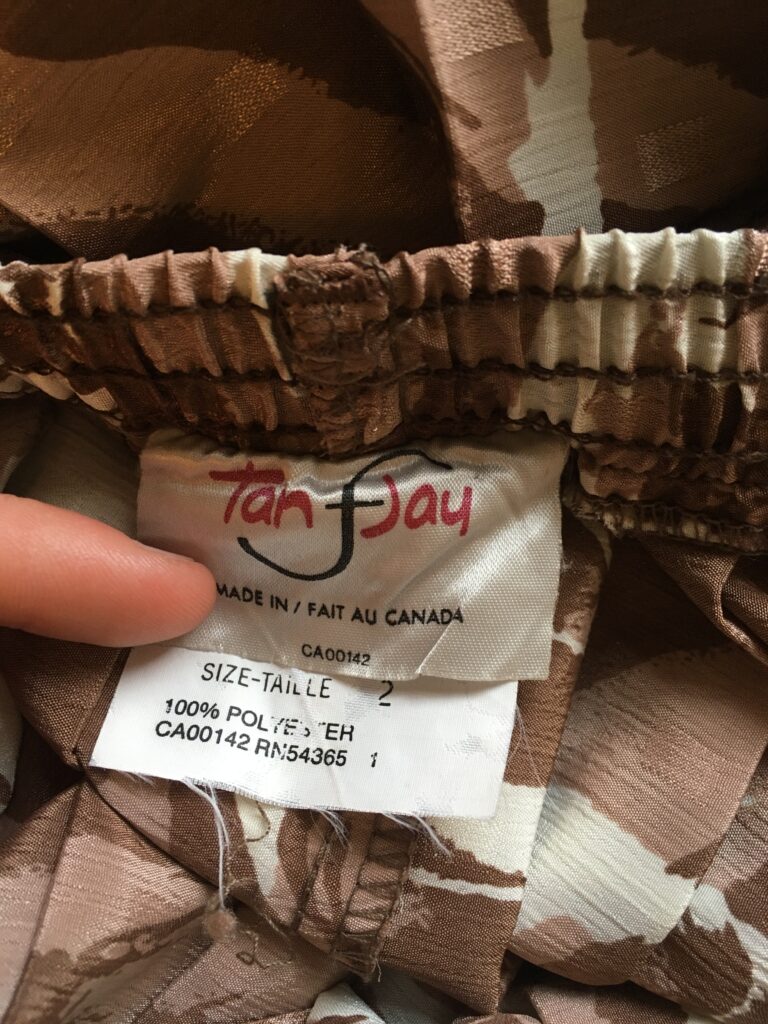 Tan Jay
MADE IN / FAIT AU CANADA
CA00142
SIZE-TAILLE 2
100% POLYESTER
CA00142 RN54365 1